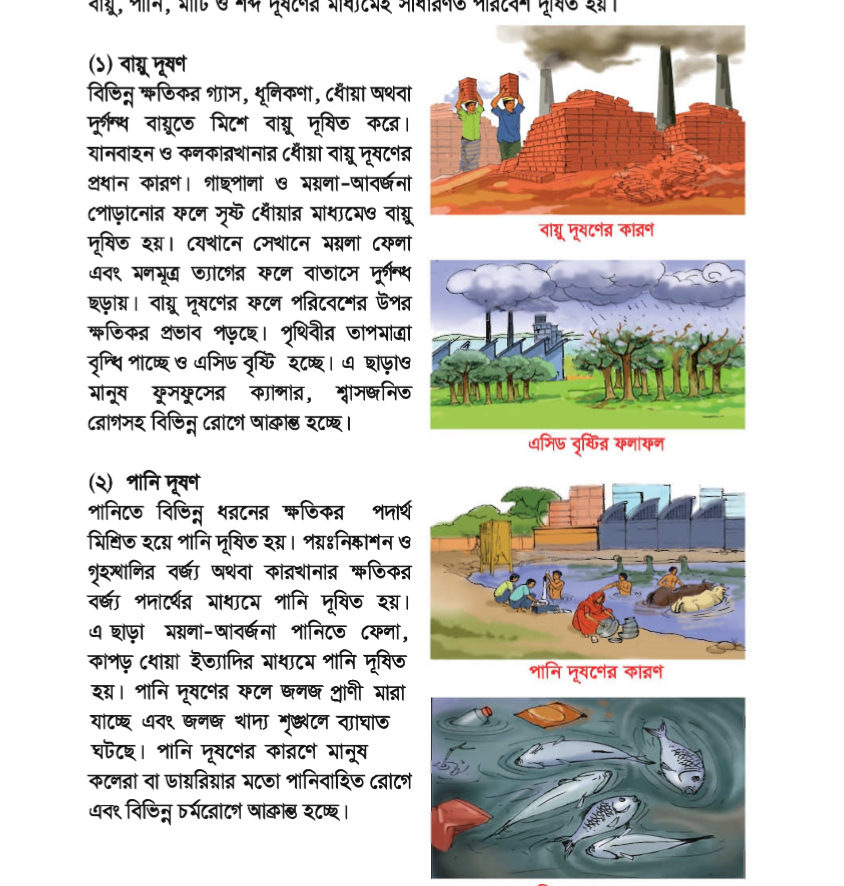 বায়ু, পানি, মাটি ও শব্দ দূষণের মাধ্যমেই সাধারণত পরিবেশ দূষিত হয়।
(১) বায়ু দূষণ
বিভিন্ন ক্ষতিকর গ্যাস, ধূলিকণা, ধোঁয়া অথবা
দুর্গন্ধ বায়ুতে মিশে বায়ু দূষিত করে।
যানবাহন ও কলকারখানার ধোঁয়া বায়ু দূষণের
প্রধান কারণ। গাছপালা ও ময়লা-আবর্জনা
পোড়ানোর ফলে সৃষ্ট ধোঁয়ার মাধ্যমেও বায়ু
দূষিত হয়। যেখানে সেখানে ময়লা ফেলা
এবং মলমূত্র ত্যাগের ফলে বাতাসে দুর্গন্ধ
ছড়ায়। বায়ু দূষণের ফলে পরিবেশের উপর
ক্ষতিকর প্রভাব পড়ছে। পৃথিবীর তাপমাত্রা
বৃদ্ধি পাচ্ছে ও এসিড বৃষ্টি হচ্ছে। এ ছাড়াও
মানুষ ফুসফুসের ক্যান্সার, শ্বাসজনিত
রোগসহ বিভিন্ন রোগে আক্রান্ত হচ্ছে।
বায়ু দূষণের কারণ
এসিড বৃষ্টির ফলাফল
(২) পানি দূষণ
পানিতে বিভিন্ন ধরনের ক্ষতিকর পদার্থ
মিশ্রিত হয়ে পানি দূষিত হয়। পয়ঃনিষ্কাশন ও
গৃহস্থালির বর্জ্য অথবা কারখানার ক্ষতিকর
বর্জ্য পদার্থের মাধ্যমে পানি দূষিত হয়।
এ ছাড়া ময়লা-আবর্জনা পানিতে ফেলা,
কাপড় ধোয়া ইত্যাদির মাধ্যমে পানি দূষিত
হয়। পানি দূষণের ফলে জলজ প্রাণী মারা
যাচ্ছে এবং জলজ খাদ্য শৃঙ্খলে ব্যাঘাত
ঘটছে। পানি দূষণের কারণে মানুষ
কলেরা বা ডায়রিয়ার মতো পানিবাহিত রোগে
এবং বিভিন্ন চর্মরোগে আক্রান্ত হচ্ছে।
পানি দূষণের কারণ